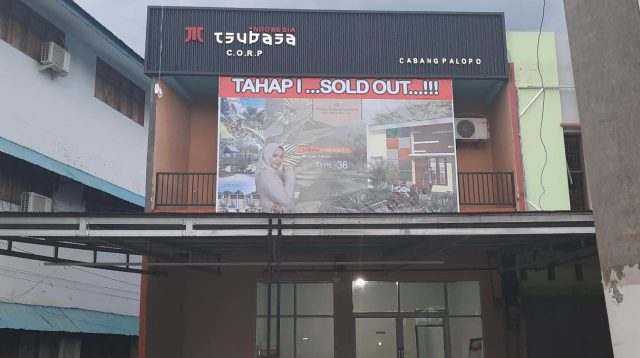 INDONESIA
TSUBASA
C.O.R.P
CABANG PALOPO
TAHAP I ...SOLD OUT...!!!
TYPE-36